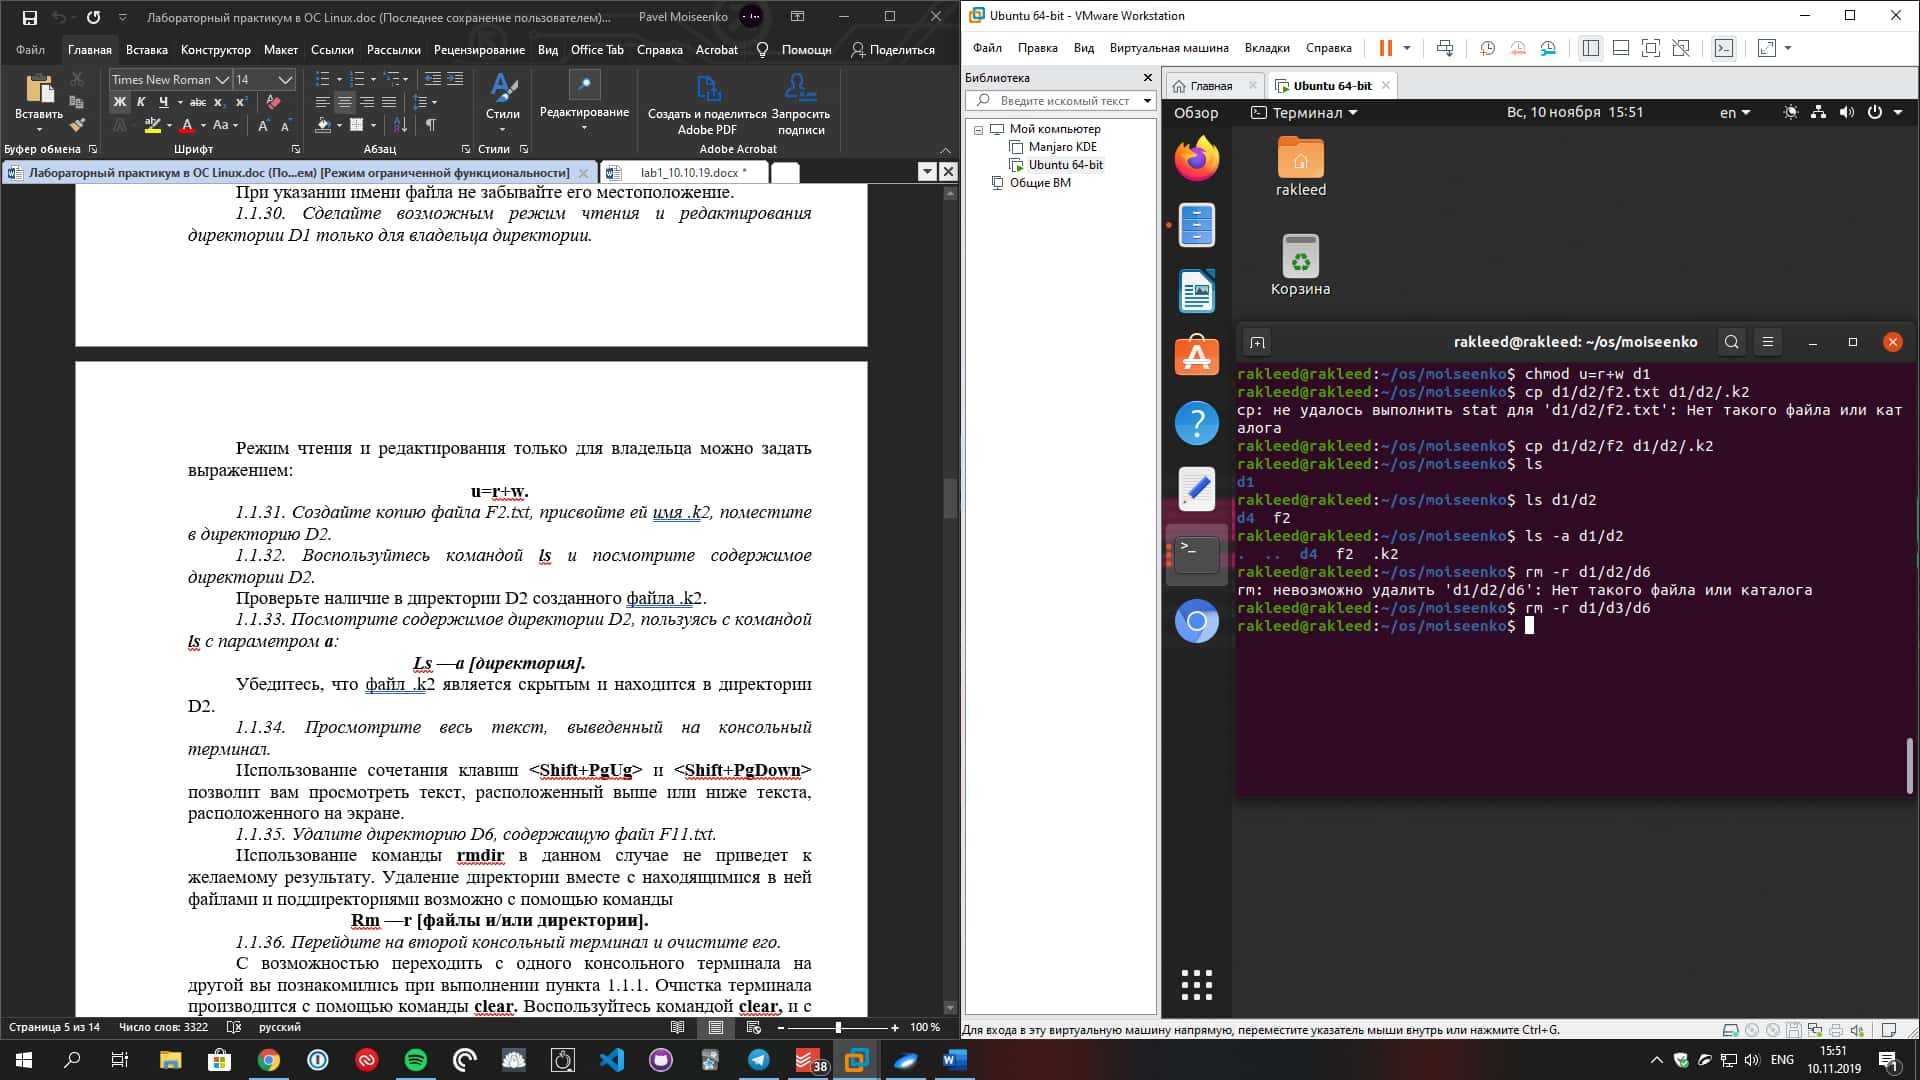 Лабораторный практикум в ОС Linux.doc (Последнее сохранение пользователем)...
Pavel Moiseenko
Файл Главная Вставка Конструктор Макет Ссылки Рассылки Рецензирование Вид Office Tab Справка Acrobat Помощн Поделиться
Times New Roman 14
Вставить
Ж К Ч abc x₂ x²
Aa A A
Стили
Редактирование
Создать и поделиться Adobe PDF
Запросить подписи
Буфер обмена Шрифт Абзац Стили Adobe Acrobat
Лабораторный практикум в ОС Linux.doc (По...ем) [Режим ограниченной функциональности]
lab1_10.10.19.docx *
При указании имени файла не забывайте его местоположение.
1.1.30. Сделайте возможным режим чтения и редактирования
директории D1 только для владельца директории.
Режим чтения и редактирования только для владельца можно задать
выражением:
u=r+w.
1.1.31. Создайте копию файла F2.txt, присвойте ей имя .k2, поместите
в директорию D2.
1.1.32. Воспользуйтесь командой ls и посмотрите содержимое
директории D2.
Проверьте наличие в директории D2 созданного файла .k2.
1.1.33. Посмотрите содержимое директории D2, пользуясь с командой
ls с параметром a:
Ls —a [директория].
Убедитесь, что файл .k2 является скрытым и находится в директории
D2.
1.1.34. Просмотрите весь текст, выведенный на консольный
терминал.
Использование сочетания клавиш <Shift+PgUg> и <Shift+PgDown>
позволит вам просмотреть текст, расположенный выше или ниже текста,
расположенного на экране.
1.1.35. Удалите директорию D6, содержащую файл F11.txt.
Использование команды rmdir в данном случае не приведет к
желаемому результату. Удаление директории вместе с находящимися в ней
файлами и поддиректориями возможно с помощью команды
Rm —r [файлы и/или директории].
1.1.36. Перейдите на второй консольный терминал и очистите его.
С возможностью переходить с одного консольного терминала на
другой вы познакомились при выполнении пункта 1.1.1. Очистка терминала
производится с помощью команды clear. Воспользуйтесь командой clear, и с
Страница 5 из 14 Число слов: 3322 русский 100 %
Ubuntu 64-bit - VMware Workstation
Файл Правка Вид Виртуальная машина Вкладки Справка
Библиотека
Введите искомый текст
Мой компьютер
Manjaro KDE
Ubuntu 64-bit
Общие ВМ
Главная
Ubuntu 64-bit
Обзор Терминал Вс, 10 ноября 15:51 en
rakleed
Корзина
rakleed@rakleed: ~/os/moiseenko
rakleed@rakleed:~/os/moiseenko$ chmod u=r+w d1
rakleed@rakleed:~/os/moiseenko$ cp d1/d2/f2.txt d1/d2/.k2
cp: не удалось выполнить stat для 'd1/d2/f2.txt': Нет такого файла или кат
алога
rakleed@rakleed:~/os/moiseenko$ cp d1/d2/f2 d1/d2/.k2
rakleed@rakleed:~/os/moiseenko$ ls
d1
rakleed@rakleed:~/os/moiseenko$ ls d1/d2
d4 f2
rakleed@rakleed:~/os/moiseenko$ ls -a d1/d2
. .. d4 f2 .k2
rakleed@rakleed:~/os/moiseenko$ rm -r d1/d2/d6
rm: невозможно удалить 'd1/d2/d6': Нет такого файла или каталога
rakleed@rakleed:~/os/moiseenko$ rm -r d1/d3/d6
rakleed@rakleed:~/os/moiseenko$
Для входа в эту виртуальную машину напрямую, переместите указатель мыши внутрь или нажмите Ctrl+G.
38
ENG
15:51
10.11.2019
1